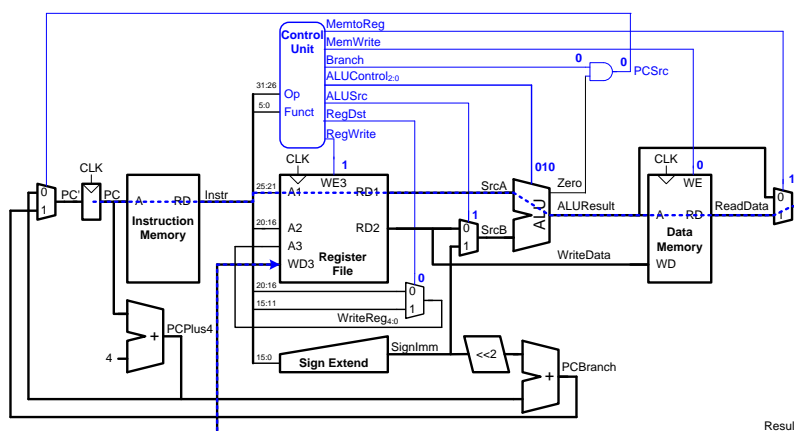 MemtoReg
Control
Unit
MemWrite
Branch
0
0
PCSrc
ALUControl2:0
31:26
Op
ALUSrc
5:0
Funct
RegDst
RegWrite
CLK
CLK
1
010
CLK
0
1
0
1
PC'
PC
A
RD
Instr
25:21
A1
WE3
RD1
SrcA
Zero
WE
0
1
Instruction
Memory
20:16
A2
RD2
1
0
1
SrcB
ALU
ALUResult
A
RD
ReadData
Data
Memory
A3
WD3
Register
File
WriteData
WD
0
20:16
0
15:11
1
WriteReg4:0
PCPlus4
+
4
SignImm
15:0
Sign Extend
<<2
+
PCBranch
Resul